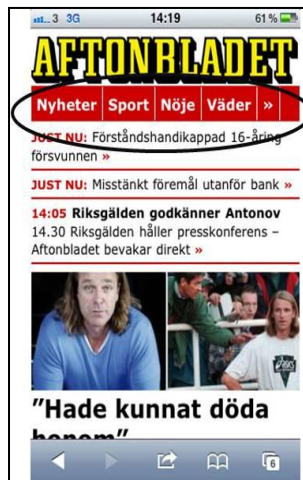 3 3G 14:19 61 %
AFTONBLADET
Nyheter Sport Nöje Väder »
JUST NU: Förståndshandikappad 16-åring
försvunnen »
JUST NU: Misstänkt föremål utanför bank »
14:05 Riksgälden godkänner Antonov
14.30 Riksgälden håller presskonferens –
Aftonbladet bevakar direkt »
"Hade kunnat döda
honom"
6